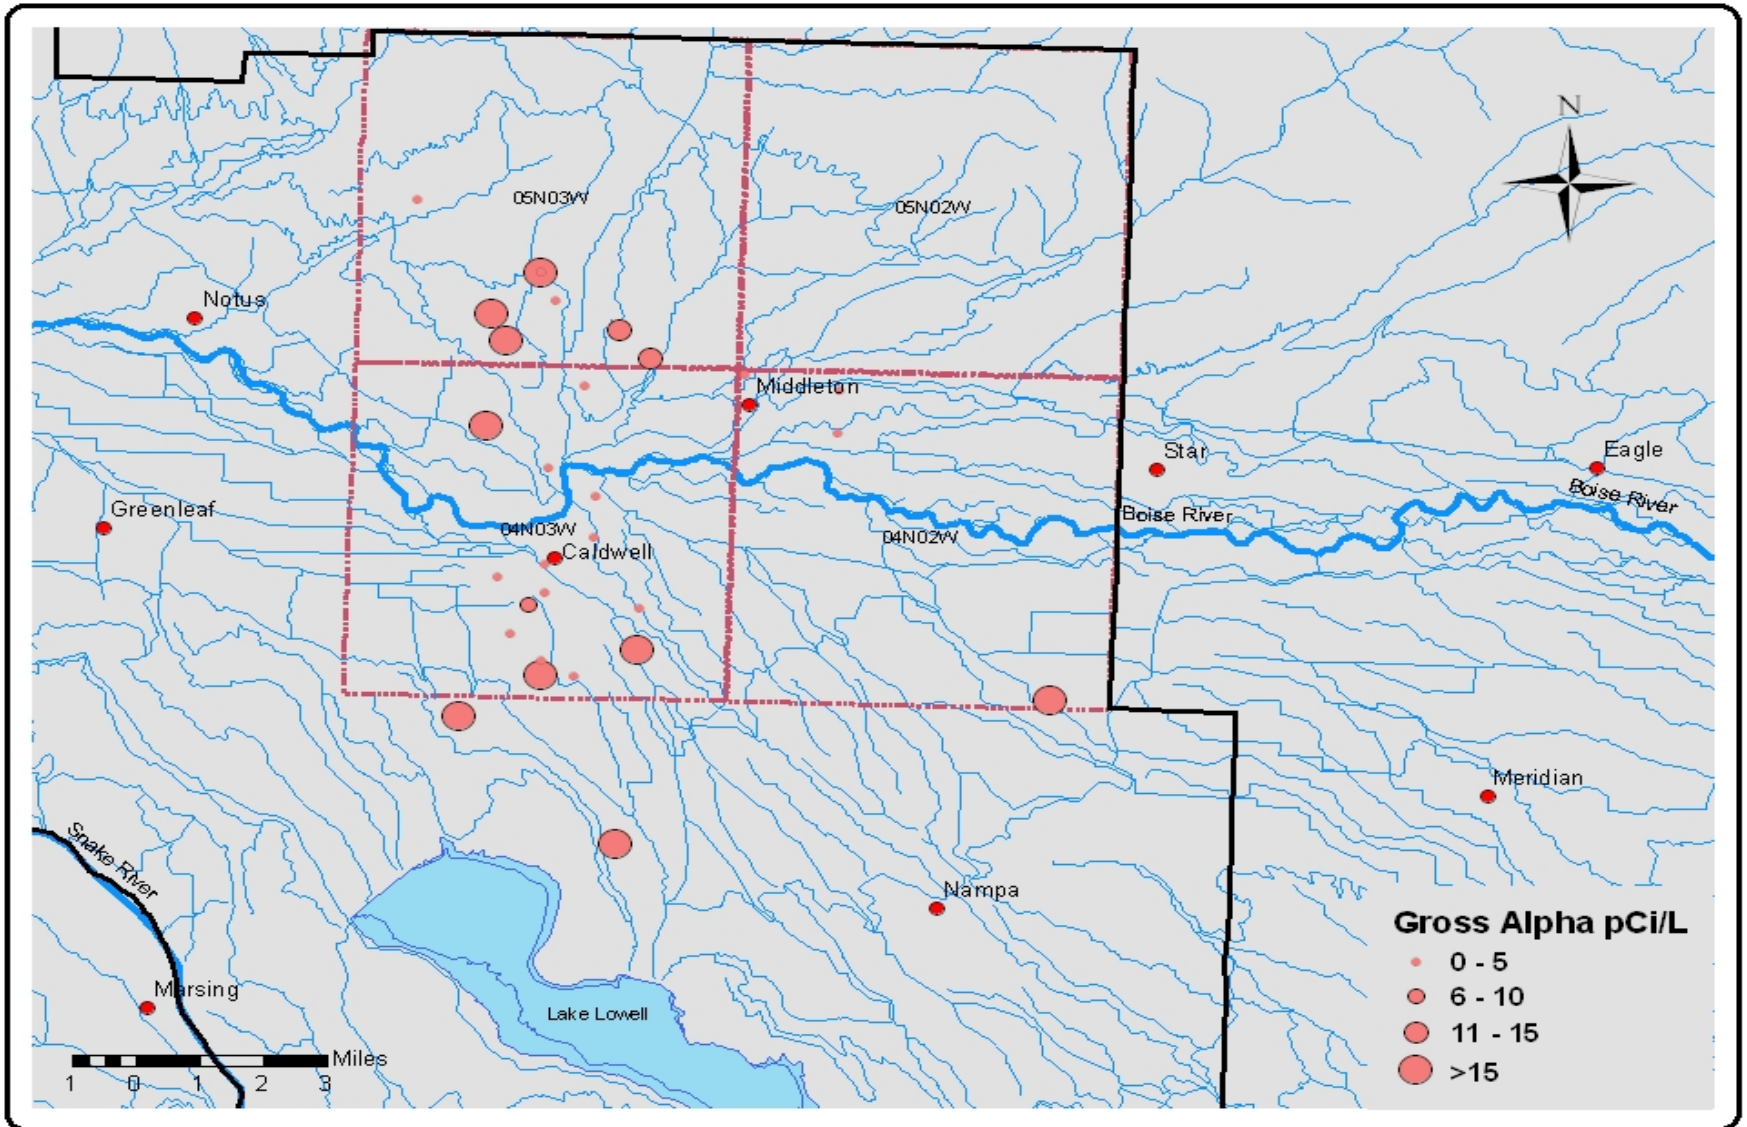 N
05N03W
05N02W
Notus
Middleton
Star
Eagle
Boise River
Greenleaf
Boise River
04N03W
04N02W
Caldwell
Meridian
Snake River
Nampa
Marsing
Lake Lowell
Gross Alpha pCi/L
0 - 5
6 - 10
11 - 15
>15
Miles
1 0 1 2 3